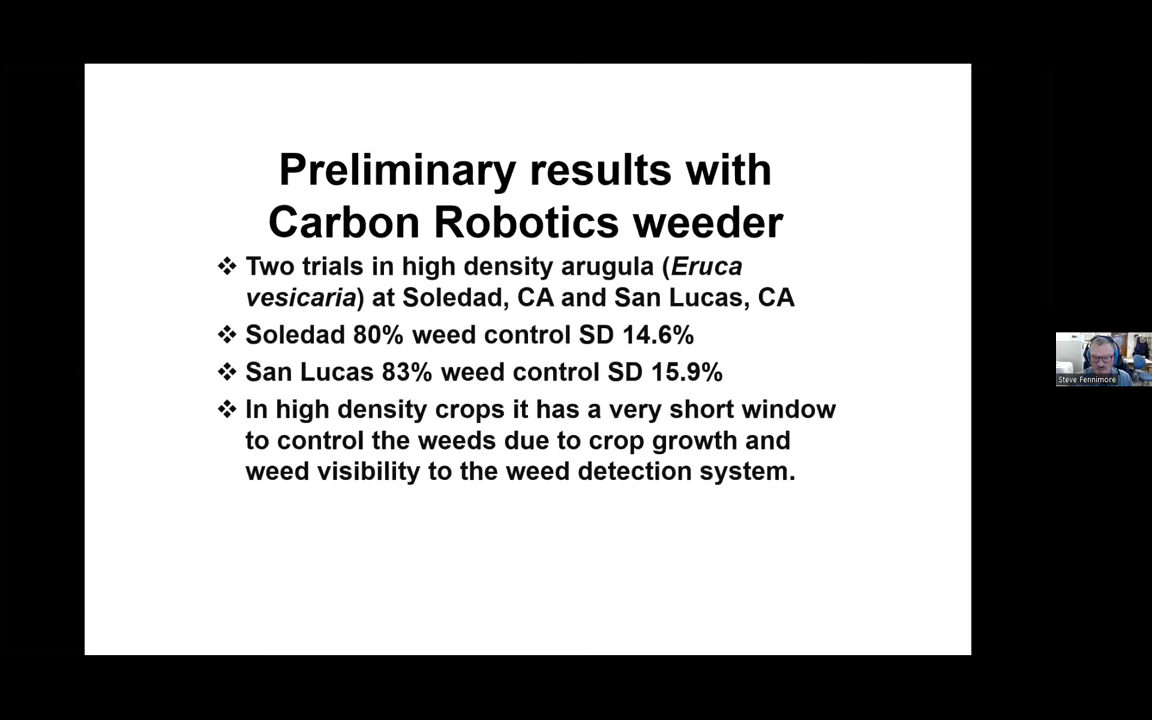 Preliminary results with
Carbon Robotics weeder
❖ Two trials in high density arugula (Eruca
vesicaria) at Soledad, CA and San Lucas, CA
❖ Soledad 80% weed control SD 14.6%
❖ San Lucas 83% weed control SD 15.9%
❖ In high density crops it has a very short window
to control the weeds due to crop growth and
weed visibility to the weed detection system.
Steve Fennimore